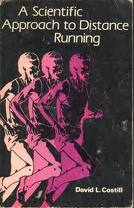 A Scientific
Approach to Distance
Running
David L. Costill